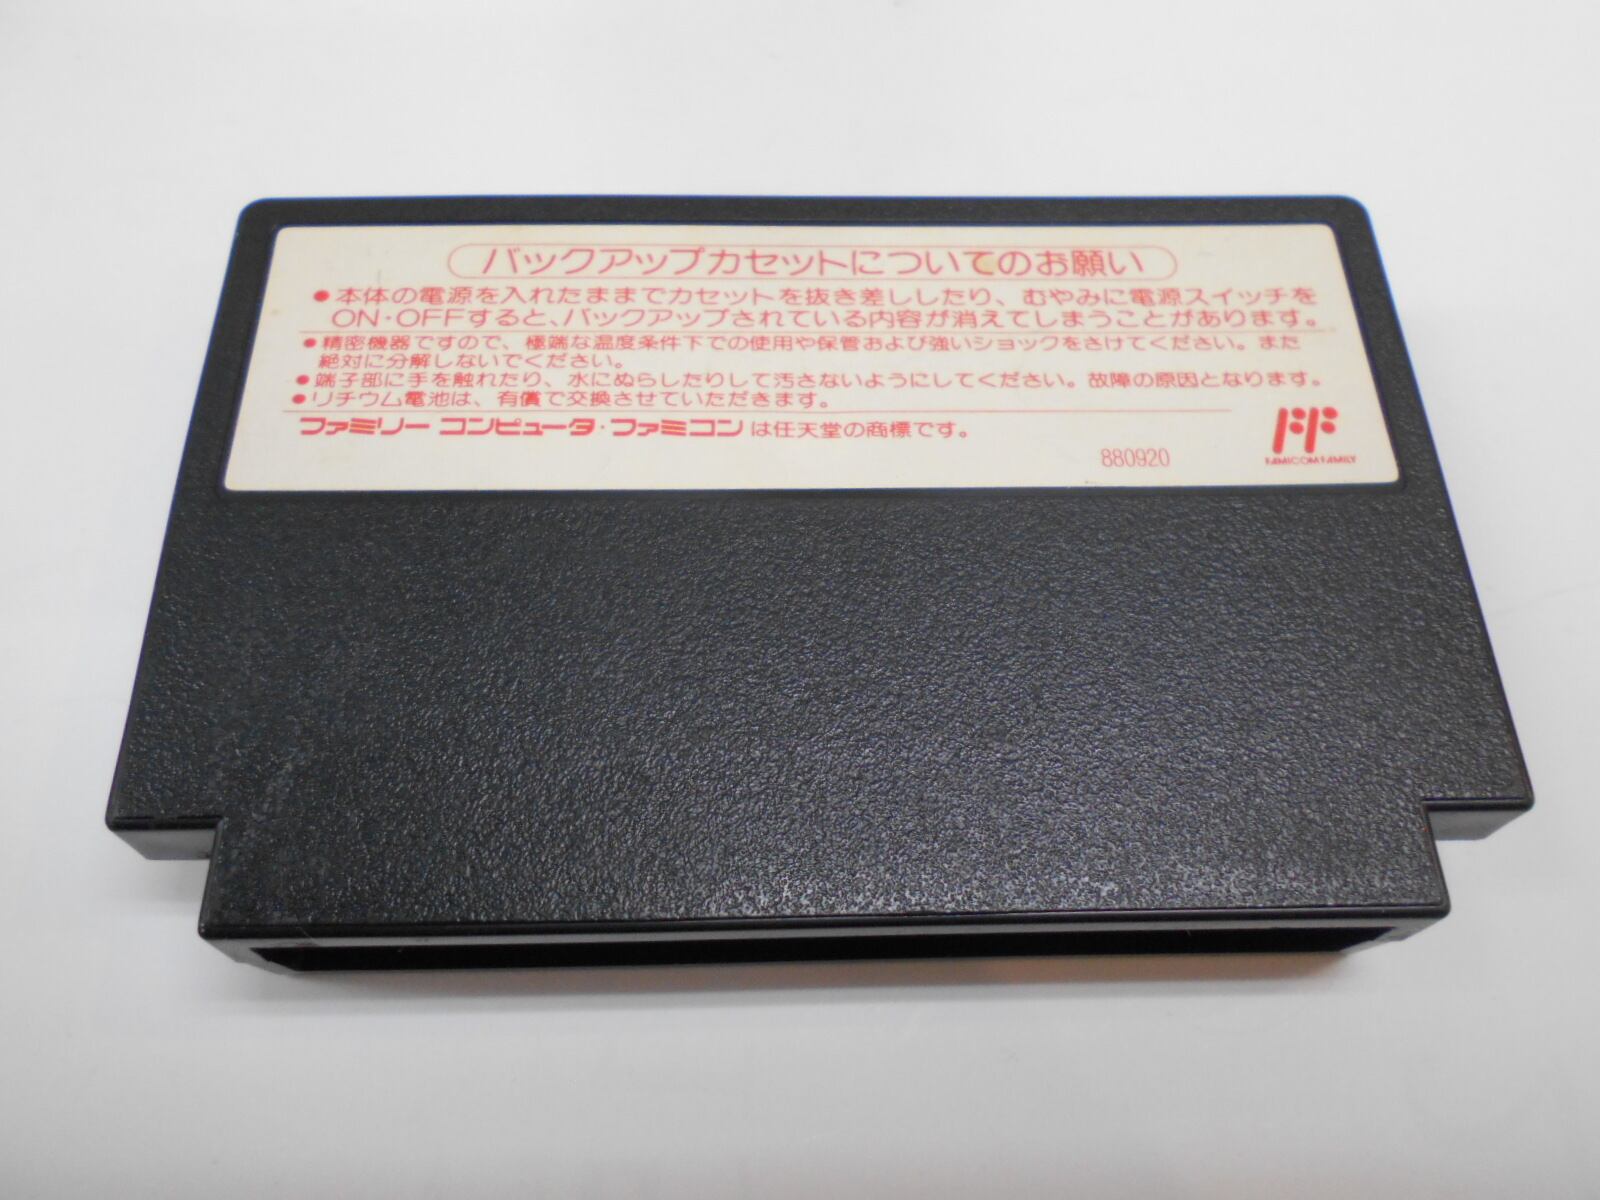 バックアップカセットについてのお願い
●本体の電源を入れたままでカセットを抜き差ししたり、むやみに電源スイッチを
ON・OFFすると、バックアップされている内容が消えてしまうことがあります。
●精密機器ですので、極端な温度条件下での使用や保管および強いショックをさけてください。また
絶対に分解しないでください。
●端子部に手を触れたり、水にぬらしたりして汚さないようにしてください。故障の原因となります。
●リチウム電池は、有償で交換させていただきます。
ファミリー コンピュータ・ファミコンは任天堂の商標です。
880920
FF
FAMICOM FAMILY